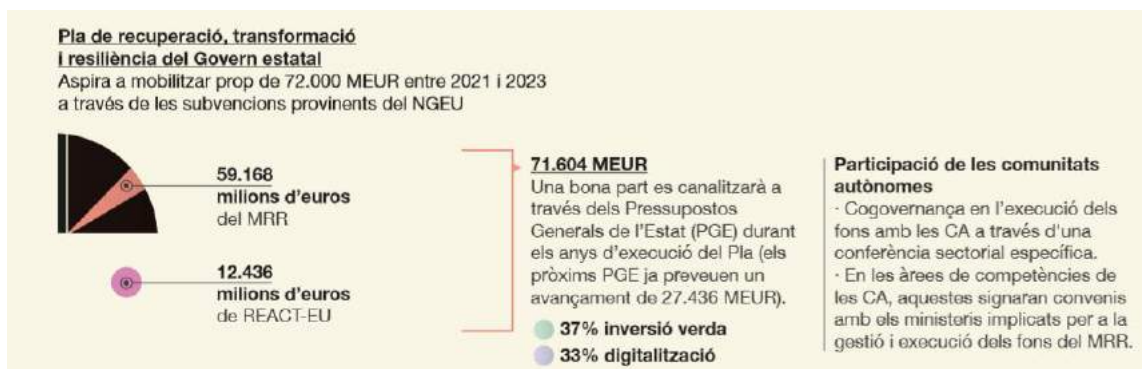 Pla de recuperació, transformació
i resiliència del Govern estatal
Aspira a mobilitzar prop de 72.000 MEUR entre 2021 i 2023
a través de les subvencions provinents del NGEU
59.168
milions d'euros
del MRR
12.436
milions d'euros
de REACT-EU
71.604 MEUR
Una bona part es canalitzarà a
través dels Pressupostos
Generals de l'Estat (PGE) durant
els anys d'execució del Pla (els
pròxims PGE ja preveuen un
avançament de 27.436 MEUR).
37% inversió verda
33% digitalització
Participació de les comunitats
autònomes
· Cogovernança en l'execució dels
fons amb les CA a través d'una
conferència sectorial específica.
· En les àrees de competències de
les CA, aquestes signaran convenis
amb els ministeris implicats per a la
gestió i execució dels fons del MRR.